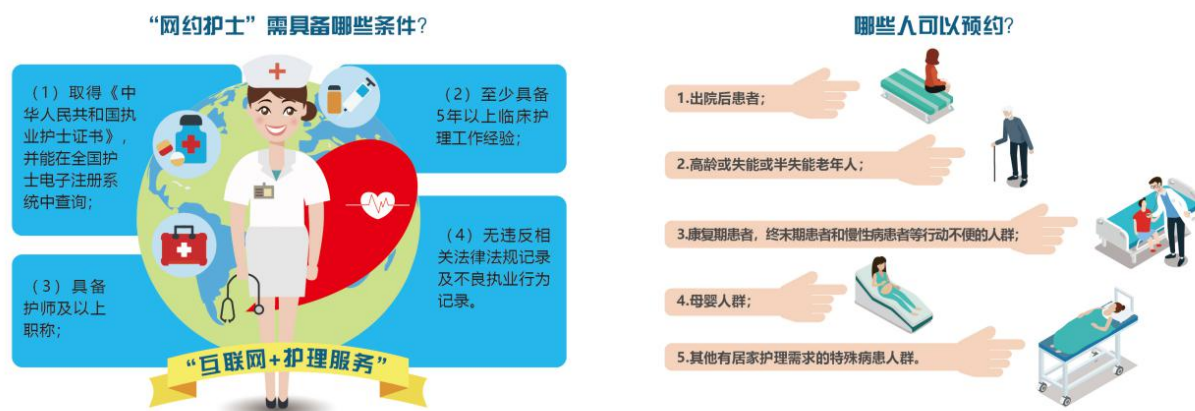 “网约护士”需具备哪些条件?
（1）取得《中
华人民共和国执
业护士证书》，
并能在全国护
士电子注册系
统中查询；
（2）至少具备
5年以上临床护
理工作经验；
（3）具备
护师及以上
职称；
（4）无违反相
关法律法规记录
及不良执业行为
记录。
“互联网+护理服务”
哪些人可以预约?
1.出院后患者；
2.高龄或失能或半失能老年人；
3.康复期患者，终末期患者和慢性病患者等行动不便的人群；
4.母婴人群；
5.其他有居家护理需求的特殊病患人群。